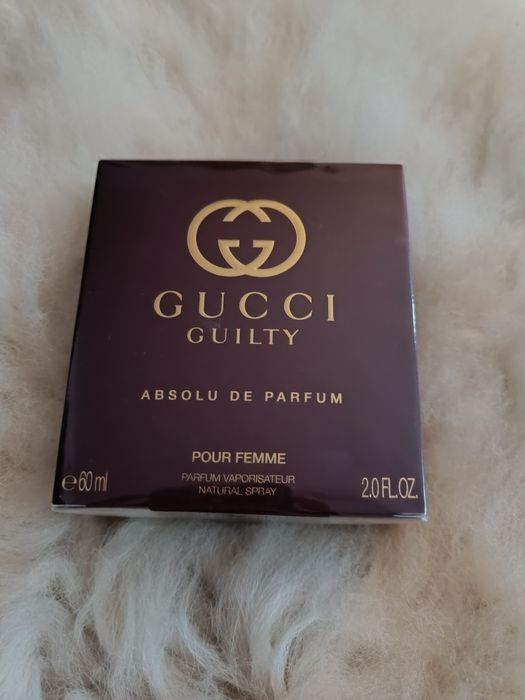 GUCCI
GUILTY
ABSOLU DE PARFUM
POUR FEMME
PARFUM VAPORISATEUR
NATURAL SPRAY
℮60 ml
2.0 FL.OZ.